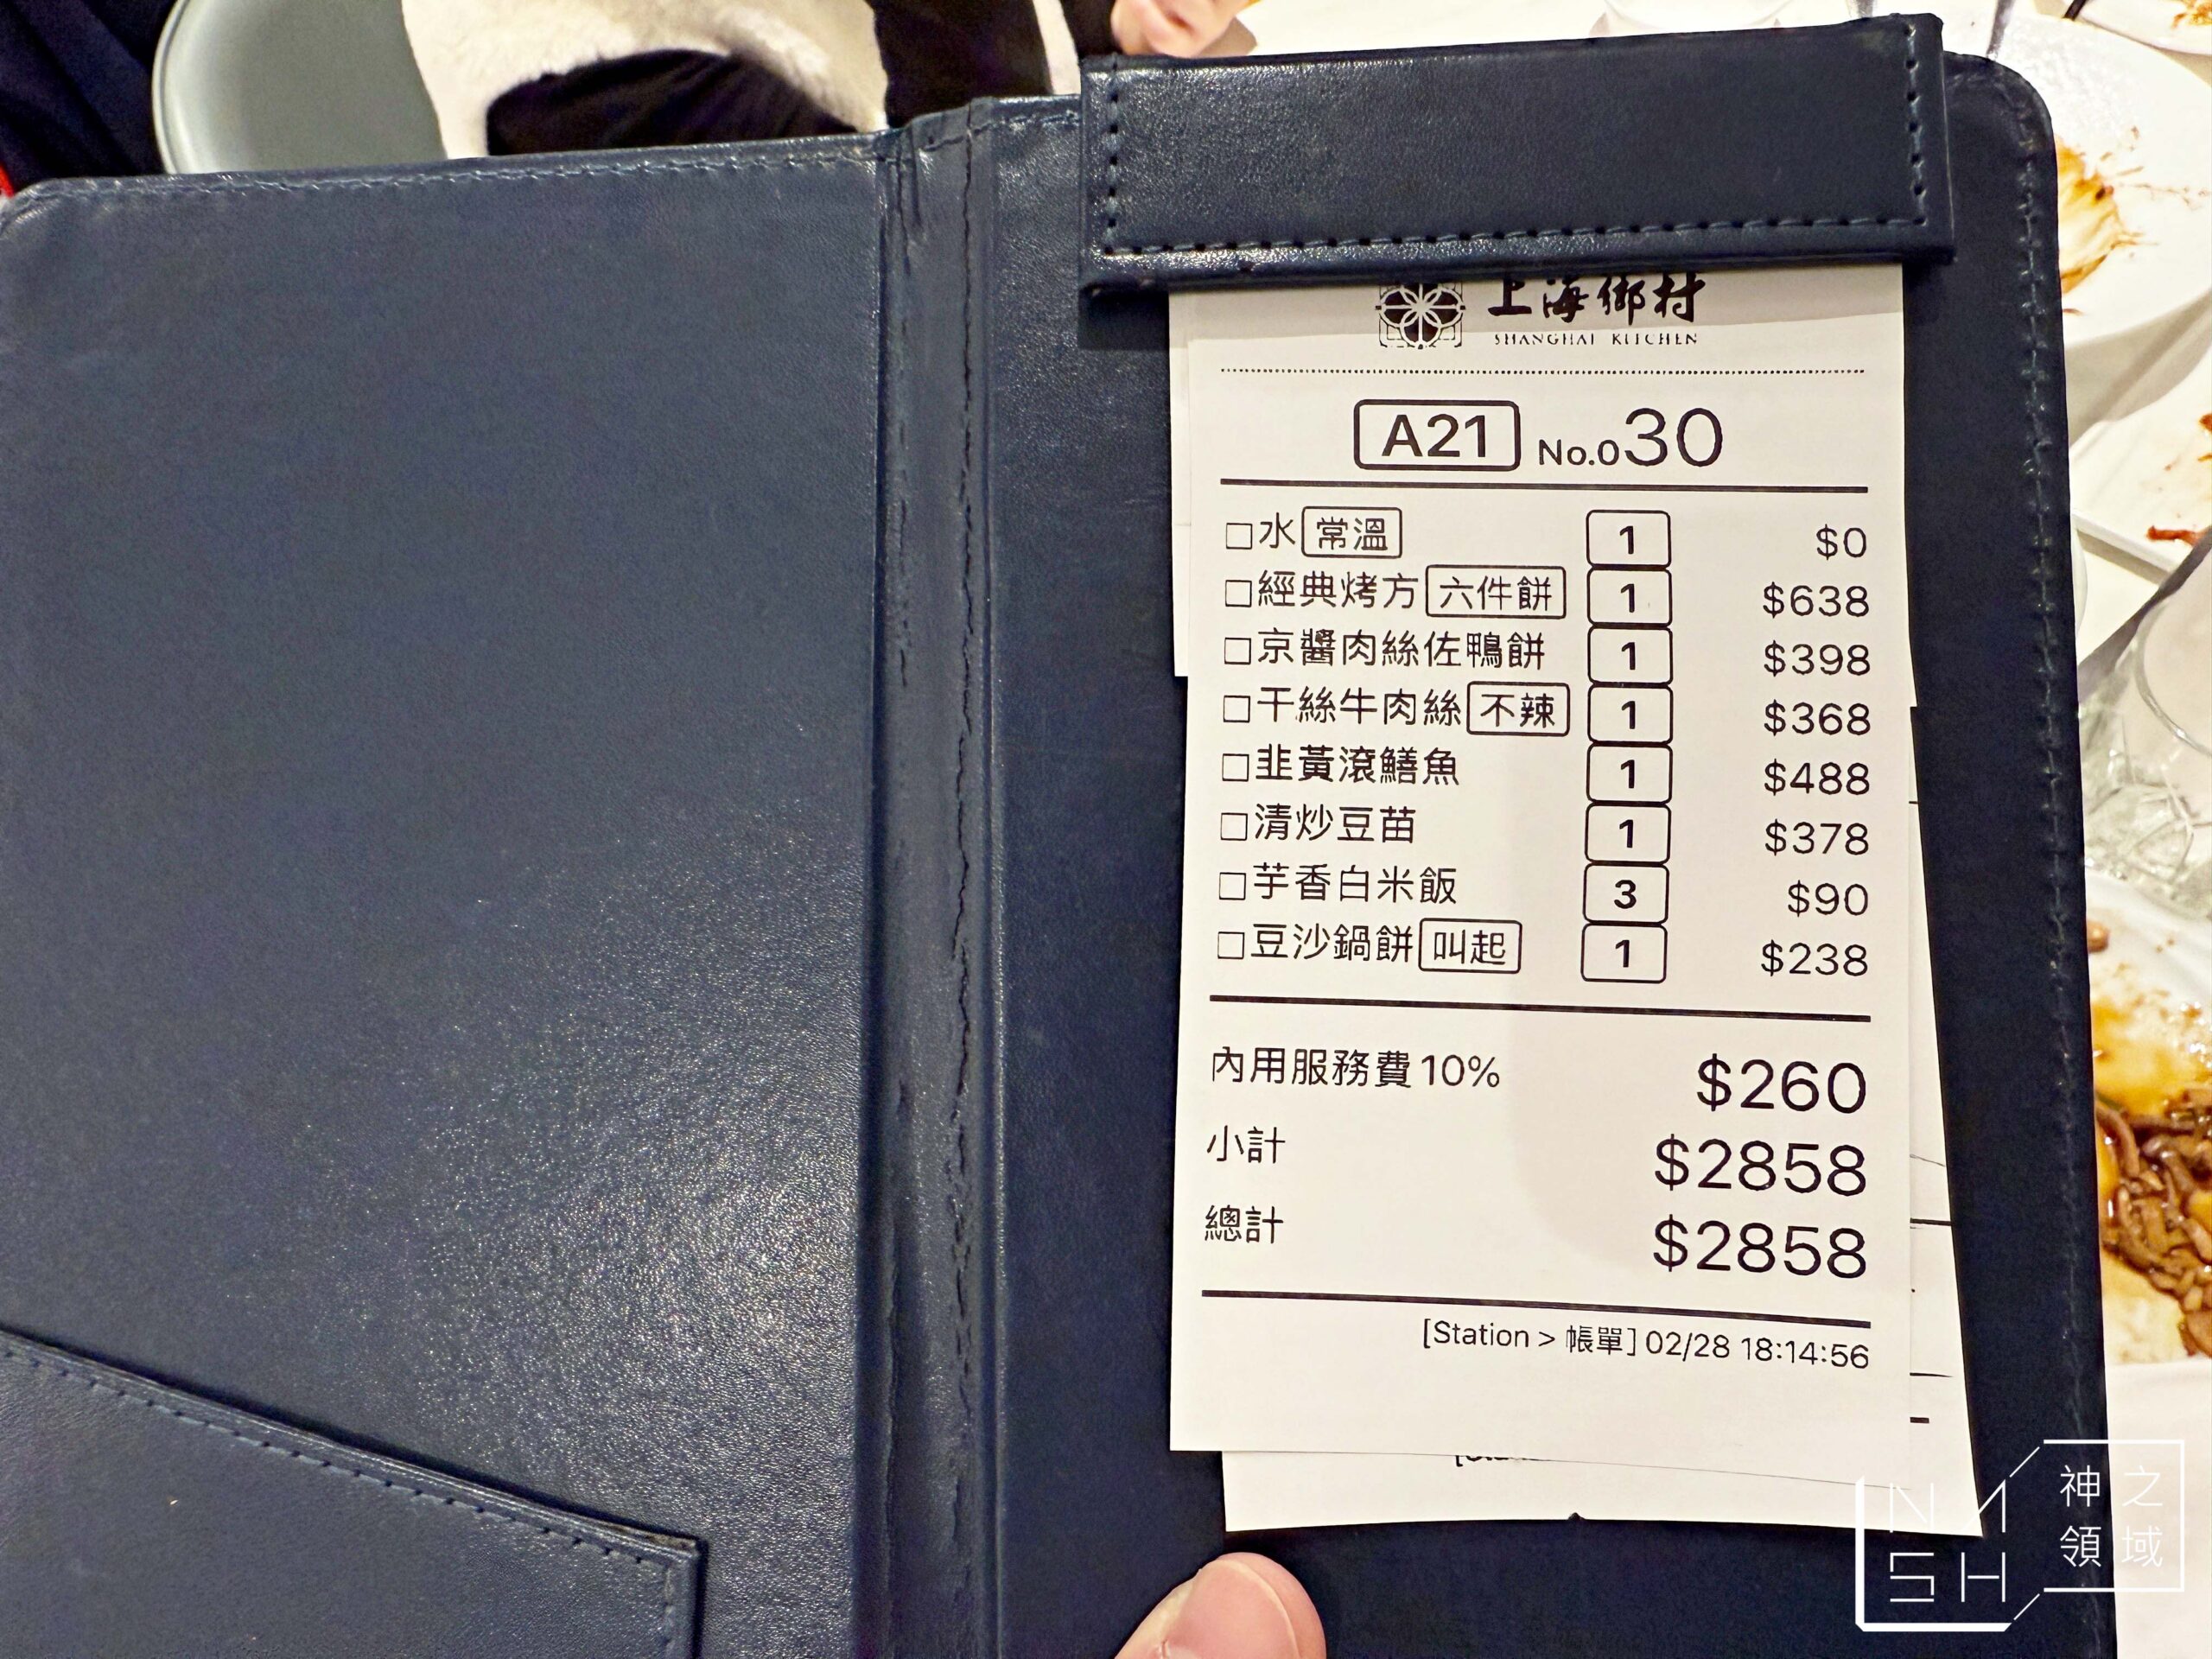 上海鄉村
SHANGHAI KITCHEN
A21 No.030
□水 常溫 1 $0
□經典烤方 六件餅 1 $638
□京醬肉絲佐鴨餅 1 $398
□干絲牛肉絲 不辣 1 $368
□韭黃滾鱔魚 1 $488
□清炒豆苗 1 $378
□芋香白米飯 3 $90
□豆沙鍋餅 叫起 1 $238
內用服務費10% $260
小計 $2858
總計 $2858
[Station > 帳單] 02/28 18:14:56
NMSH
神之領域